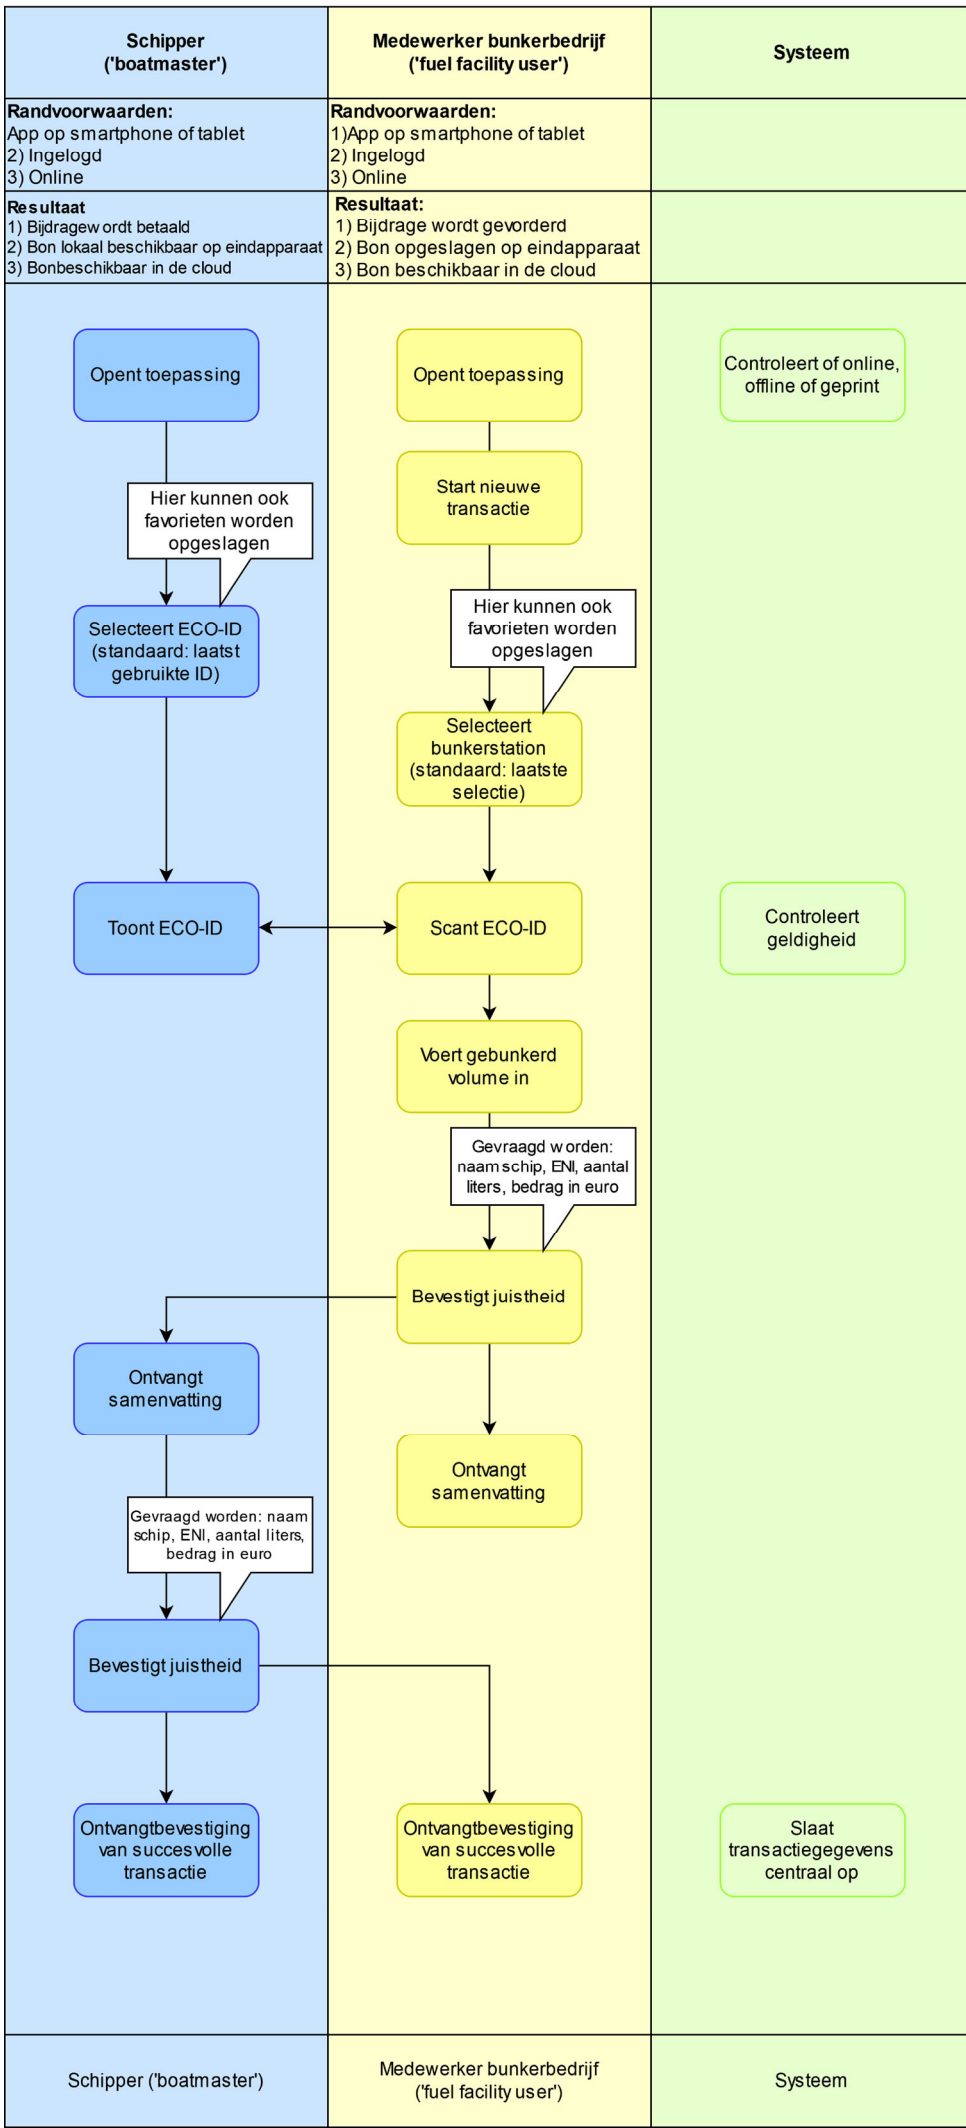 Schipper
('boatmaster')
Medewerker bunkerbedrijf
('fuel facility user')
Systeem
Randvoorwaarden:
App op smartphone of tablet
2) Ingelogd
3) Online
Randvoorwaarden:
1)App op smartphone of tablet
2) Ingelogd
3) Online
Resultaat
1) Bijdragewordt betaald
2) Bon lokaal beschikbaar op eindapparaat
3) Bonbeschikbaar in de cloud
Resultaat:
1) Bijdrage wordt gevorderd
2) Bon opgeslagen op eindapparaat
3) Bon beschikbaar in de cloud
Opent toepassing
Opent toepassing
Controleert of online,
offline of geprint
Start nieuwe
transactie
Hier kunnen ook
favorieten worden
opgeslagen
Hier kunnen ook
favorieten worden
opgeslagen
Selecteert ECO-ID
(standaard: laatst
gebruikte ID)
Selecteert
bunkerstation
(standaard: laatste
selectie)
Toont ECO-ID
Scant ECO-ID
Controleert
geldigheid
Voert gebunkerd
volume in
Gevraagd worden:
naam schip, ENI, aantal
liters, bedrag in euro
Bevestigt juistheid
Ontvangt
samenvatting
Ontvangt
samenvatting
Gevraagd worden: naam
schip, ENI, aantal liters,
bedrag in euro
Bevestigt juistheid
Ontvangtbevestiging
van succesvolle
transactie
Ontvangtbevestiging
van succesvolle
transactie
Slaat
transactiegegevens
centraal op
Schipper ('boatmaster')
Medewerker bunkerbedrijf
('fuel facility user')
Systeem